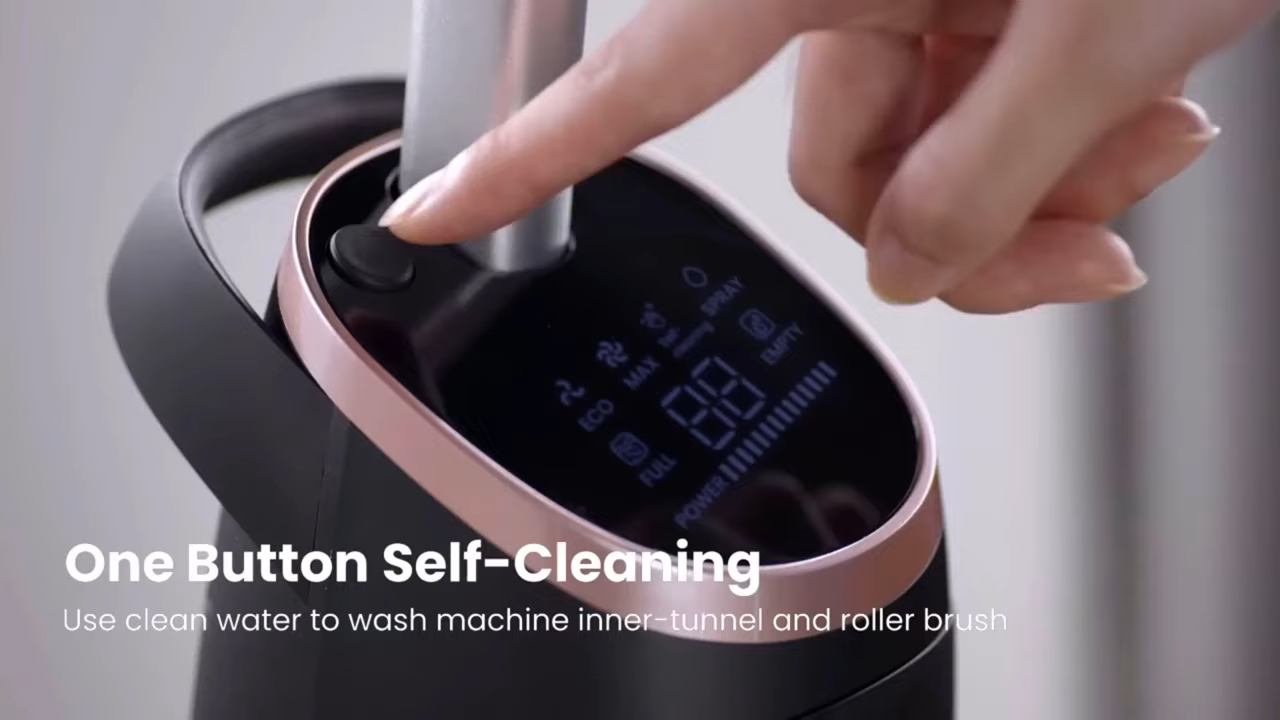 One Button Self-Cleaning
Use clean water to wash machine inner-tunnel and roller brush
SPRAY
MAX
EMPTY
ECO
88
FULL
POWER